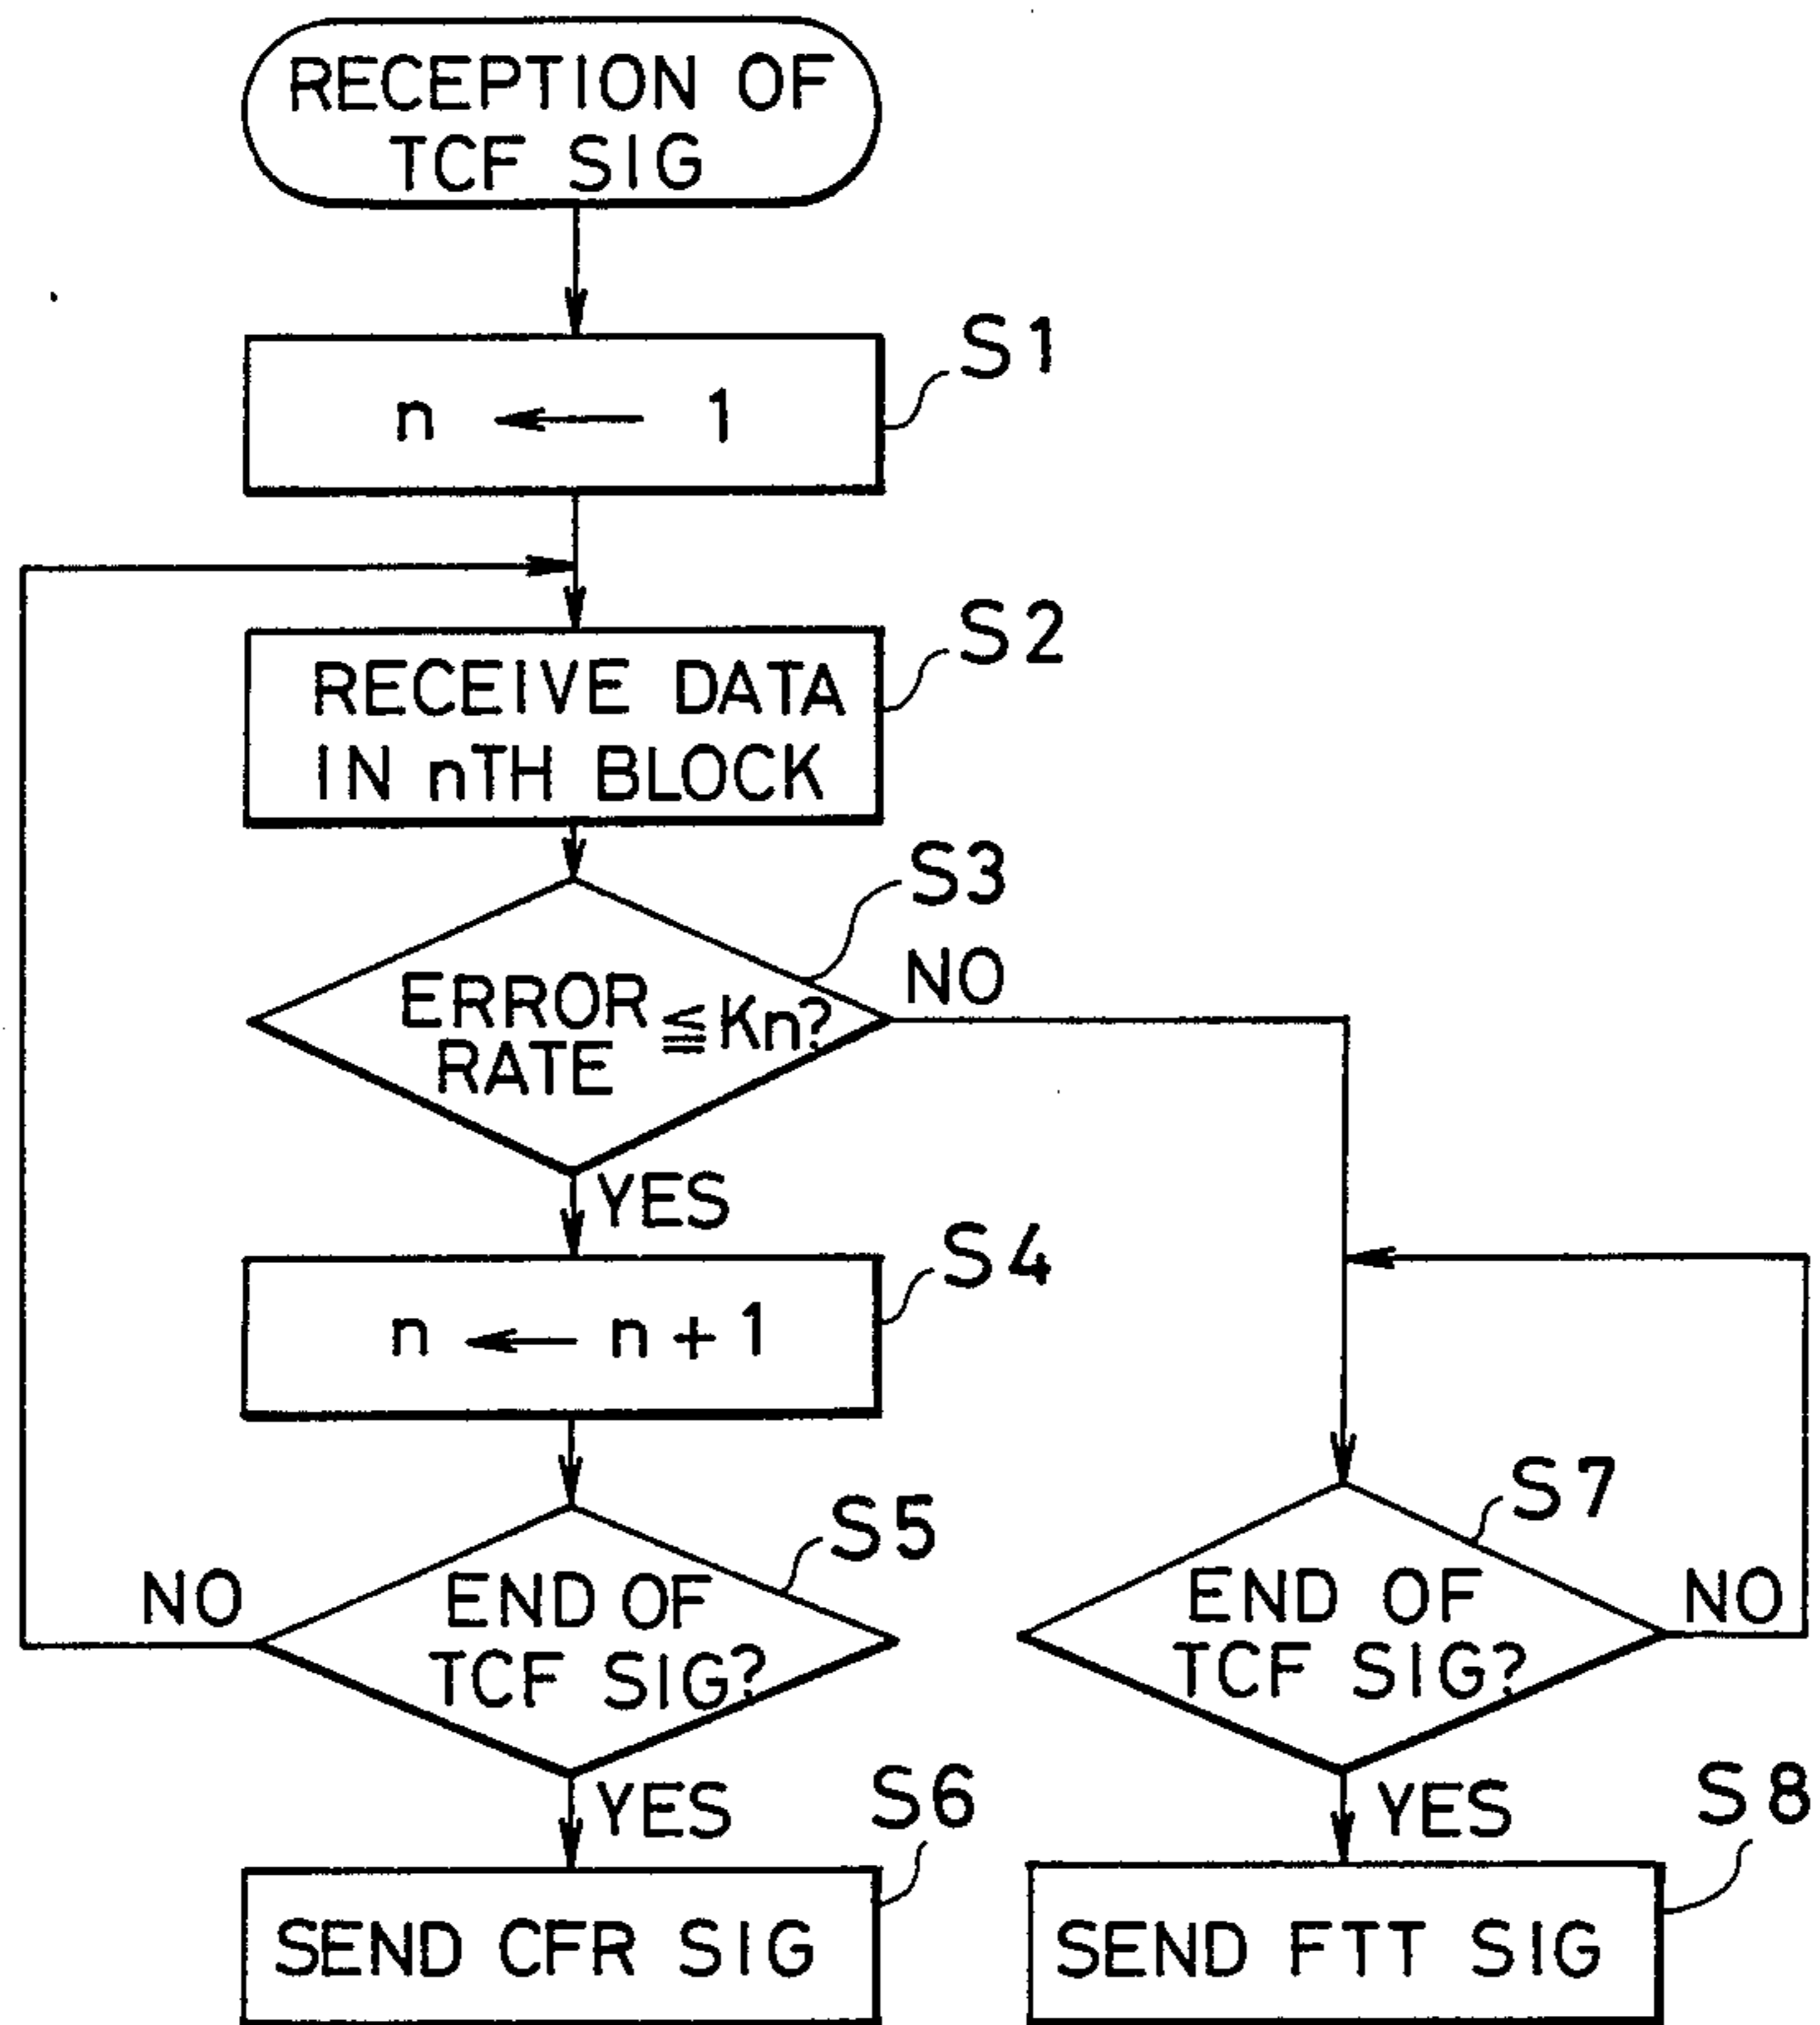 RECEPTION OF
TCF SIG
S1
n ← 1
S2
RECEIVE DATA
IN nTH BLOCK
S3
ERROR
RATE ≦ Kn?
NO
YES
S4
n ← n + 1
S5
END OF
TCF SIG?
NO
YES
S6
SEND CFR SIG
S7
END OF
TCF SIG?
NO
YES
S8
SEND FTT SIG